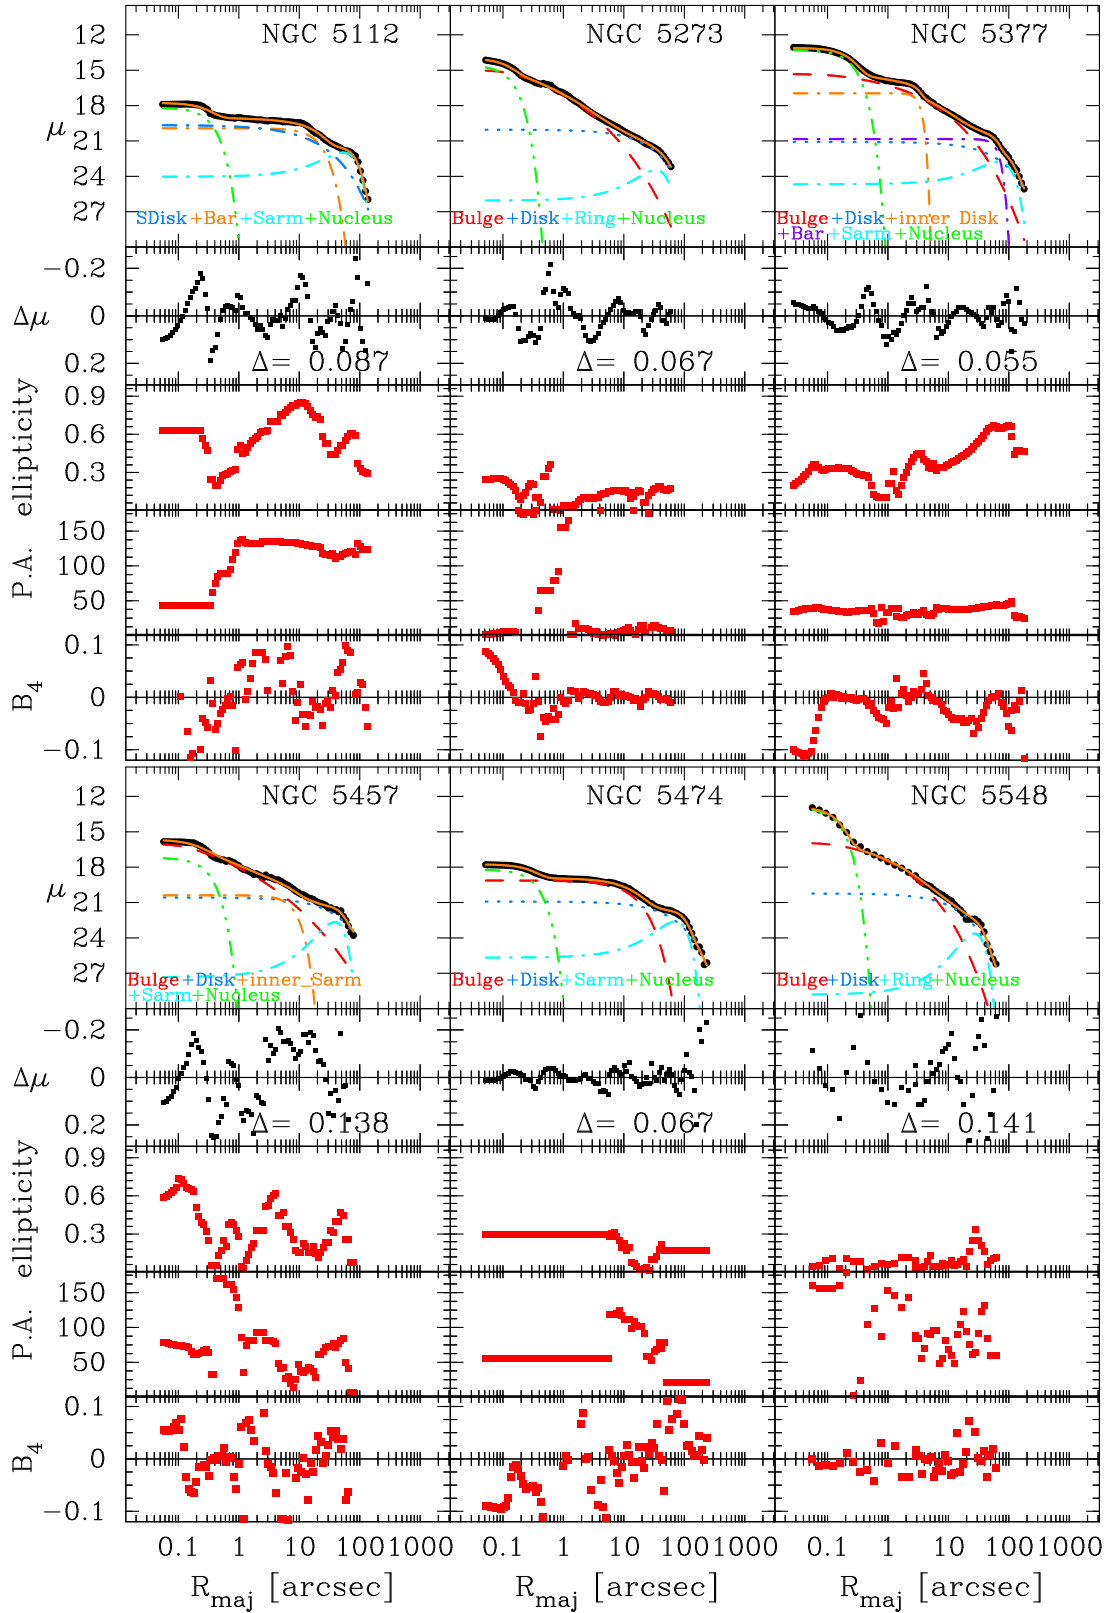 NGC 5112 NGC 5273 NGC 5377
12
15
18
μ
21
24
27
SDisk+Bar+Sarm+Nucleus Bulge+Disk+Ring+Nucleus Bulge+Disk+inner_Disk
+Bar+Sarm+Nucleus
−0.2
Δμ 0
0.2 Δ= 0.087 Δ= 0.067 Δ= 0.055
ellipticity
0.9
0.6
0.3
P.A.
150
100
50
B4
0.1
0
−0.1
NGC 5457 NGC 5474 NGC 5548
12
15
18
μ
21
24
27
Bulge+Disk+inner_Sarm Bulge+Disk+Sarm+Nucleus Bulge+Disk+Ring+Nucleus
+Sarm+Nucleus
−0.2
Δμ 0
0.2 Δ= 0.138 Δ= 0.067 Δ= 0.141
ellipticity
0.9
0.6
0.3
P.A.
150
100
50
B4
0.1
0
−0.1
0.1 1 10 100 1000 0.1 1 10 100 1000 0.1 1 10 100 1000
Rmaj [arcsec] Rmaj [arcsec] Rmaj [arcsec]